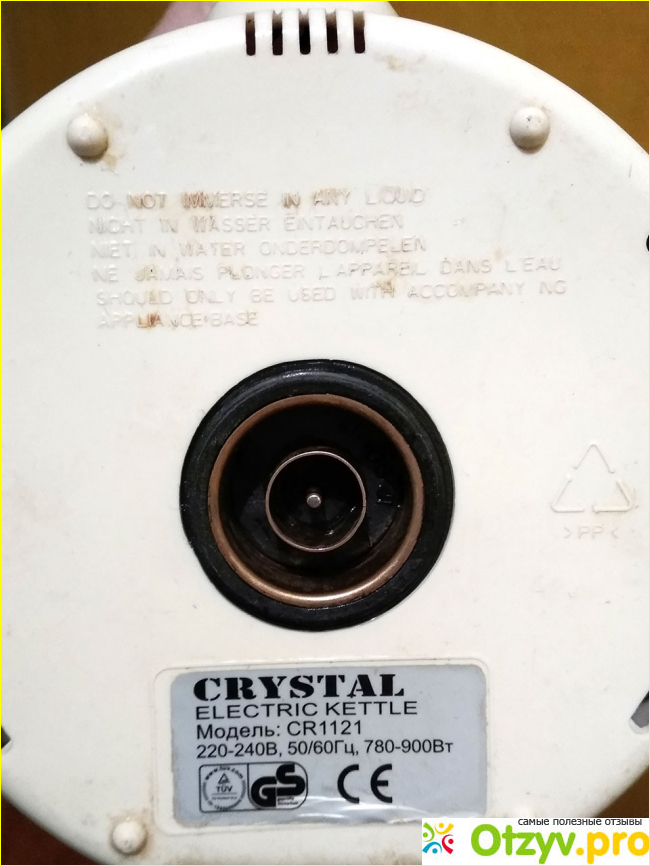 DO NOT IMMERSE IN ANY LIQUID
NICHT IN WASSER EINTAUCHEN
NIET IN WATER ONDERDOMPELEN
NE JAMAIS PLONGER L'APPAREIL DANS L'EAU
SHOULD ONLY BE USED WITH ACCOMPANY NG
APPLIANCE BASE
>PP<
CRYSTAL
ELECTRIC KETTLE
Модель: CR1121
220-240В, 50/60Гц, 780-900Вт
TÜV
GS
CE
самые полезные отзывы
Otzyv.pro